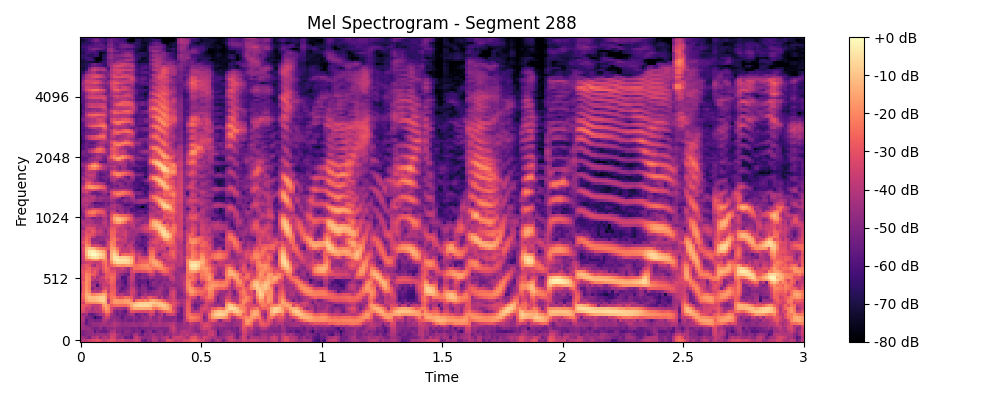 Mel Spectrogram - Segment 288
+0 dB
-10 dB
-20 dB
-30 dB
-40 dB
-50 dB
-60 dB
-70 dB
-80 dB
4096
2048
1024
512
0
Frequency
0
0.5
1
1.5
2
2.5
3
Time